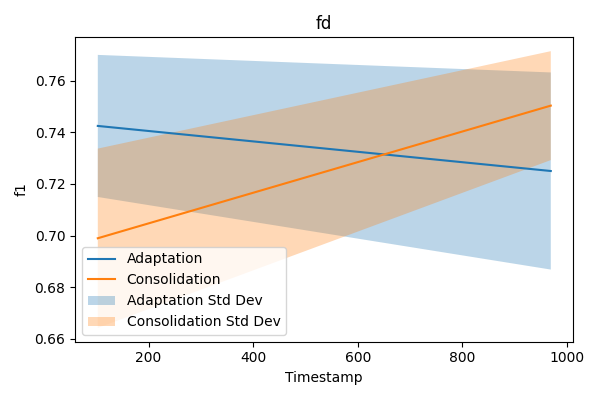 fd
f1
0.76
0.74
0.72
0.70
0.68
0.66
Adaptation
Consolidation
Adaptation Std Dev
Consolidation Std Dev
200
400
600
800
1000
Timestamp